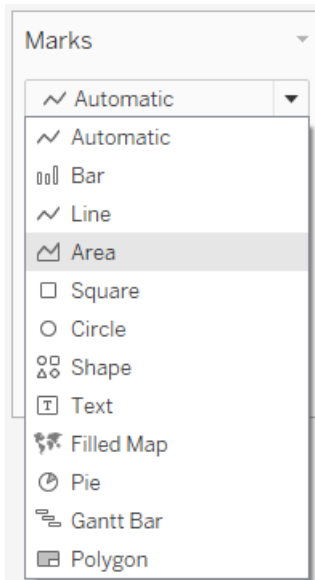 Marks
Automatic
Automatic
Bar
Line
Area
Square
Circle
Shape
T Text
Filled Map
Pie
Gantt Bar
Polygon